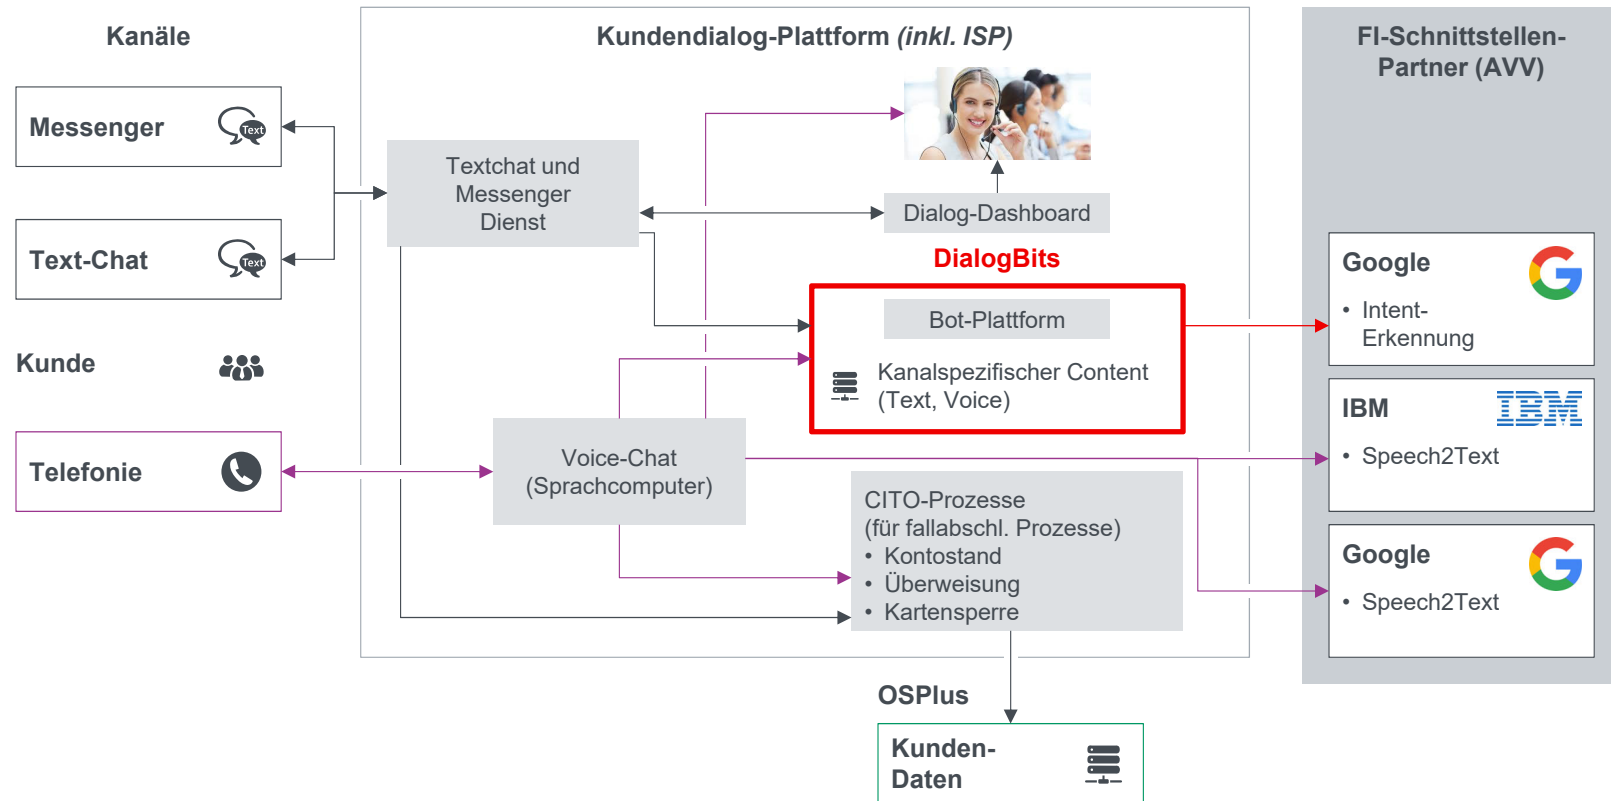 Kanäle
Messenger
Text
Text-Chat
Text
Kunde
Telefonie
Kundendialog-Plattform (inkl. ISP)
Textchat und
Messenger
Dienst
Dialog-Dashboard
DialogBits
Bot-Plattform
Kanalspezifischer Content
(Text, Voice)
Voice-Chat
(Sprachcomputer)
CITO-Prozesse
(für fallabschl. Prozesse)
• Kontostand
• Überweisung
• Kartensperre
OSPlus
Kunden-
Daten
FI-Schnittstellen-
Partner (AVV)
Google
• Intent-
Erkennung
IBM
IBM
• Speech2Text
Google
• Speech2Text